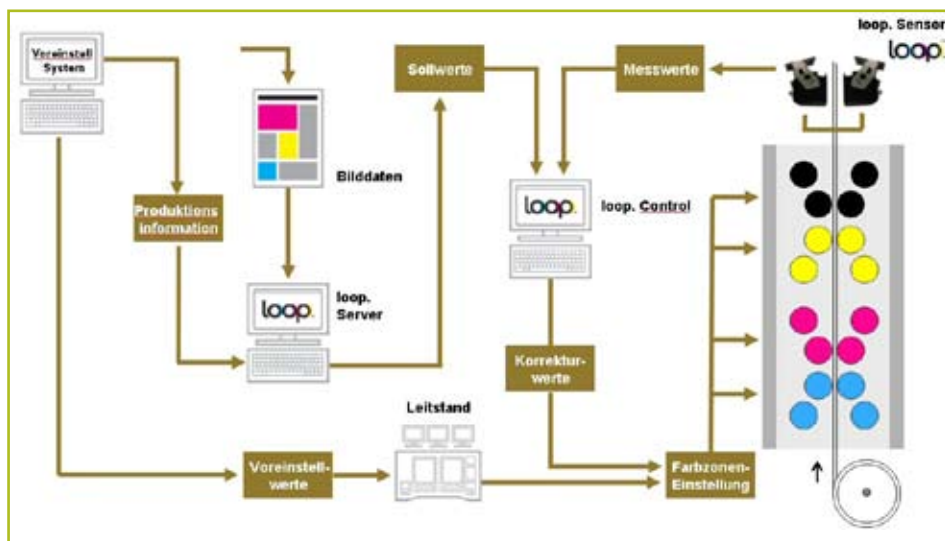 Voreinstell
System
Produktions
information
Bilddaten
loop.
loop.
Server
Sollwerte
Messwerte
loop. Sensor
loop.
loop.
loop. Control
Korrektur-
werte
Leitstand
Voreinstell-
werte
Farbzonen-
Einstellung